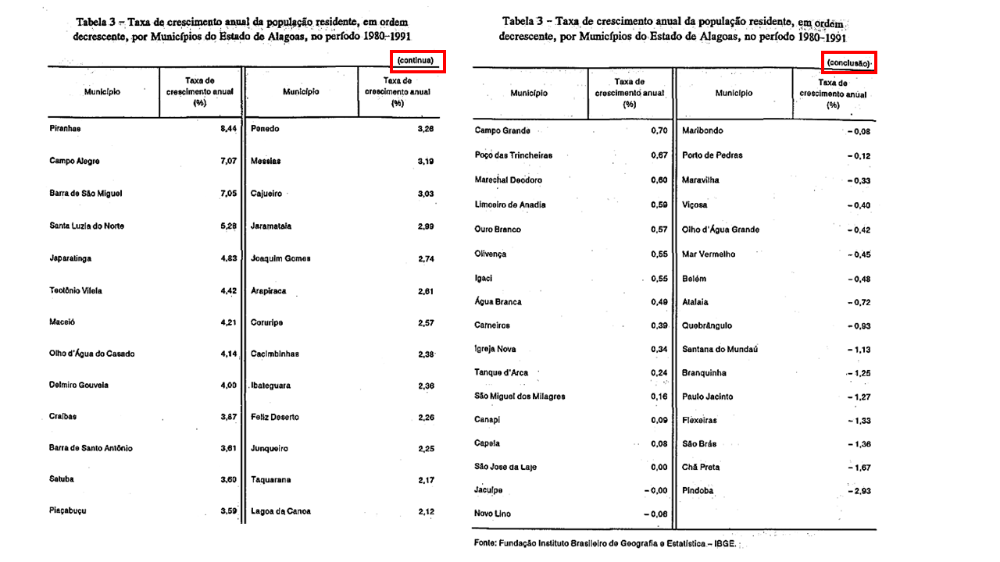 Tabela 3 – Taxa de crescimento anual da população residente, em ordem
decrescente, por Municípios do Estado de Alagoas, no período 1980–1991
(continua)
Município Taxa de crescimento anual (%) Município Taxa de crescimento anual (%)
Piranhas 8,44 Penedo 3,26
Campo Alegre 7,07 Messias 3,19
Barra de São Miguel 7,05 Cajueiro 3,03
Santa Luzia do Norte 5,28 Jaramataia 2,99
Japaratinga 4,83 Joaquim Gomes 2,74
Teotônio Vilela 4,42 Arapiraca 2,61
Maceió 4,21 Coruripe 2,57
Olho d'Água do Casado 4,14 Cacimbinhas 2,38
Delmiro Gouveia 4,00 Ibateguara 2,36
Craíbas 3,87 Feliz Deserto 2,26
Barra de Santo Antônio 3,61 Junqueiro 2,25
Satuba 3,60 Taquarana 2,17
Piaçabuçu 3,59 Lagoa da Canoa 2,12
Tabela 3 – Taxa de crescimento anual da população residente, em ordem
decrescente, por Municípios do Estado de Alagoas, no período 1980–1991
(conclusão)
Município Taxa de crescimento anual (%) Município Taxa de crescimento anual (%)
Campo Grande 0,70 Maribondo – 0,08
Poço das Trincheiras 0,67 Porto de Pedras – 0,12
Marechal Deodoro 0,60 Maravilha – 0,33
Limoeiro de Anadia 0,59 Viçosa – 0,40
Ouro Branco 0,57 Olho d'Água Grande – 0,42
Olivença 0,55 Mar Vermelho – 0,45
Igaci 0,55 Belém – 0,48
Água Branca 0,49 Atalaia – 0,72
Carneiros 0,39 Quebrângulo – 0,93
Igreja Nova 0,34 Santana do Mundaú – 1,13
Tanque d'Arca 0,24 Branquinha – 1,25
São Miguel dos Milagres 0,16 Paulo Jacinto – 1,27
Canapi 0,09 Flexeiras – 1,33
Capela 0,08 São Brás – 1,36
São José da Laje 0,00 Chã Preta – 1,67
Jacuípe – 0,00 Pindoba – 2,93
Novo Lino – 0,06
Fonte: Fundação Instituto Brasileiro de Geografia e Estatística – IBGE.